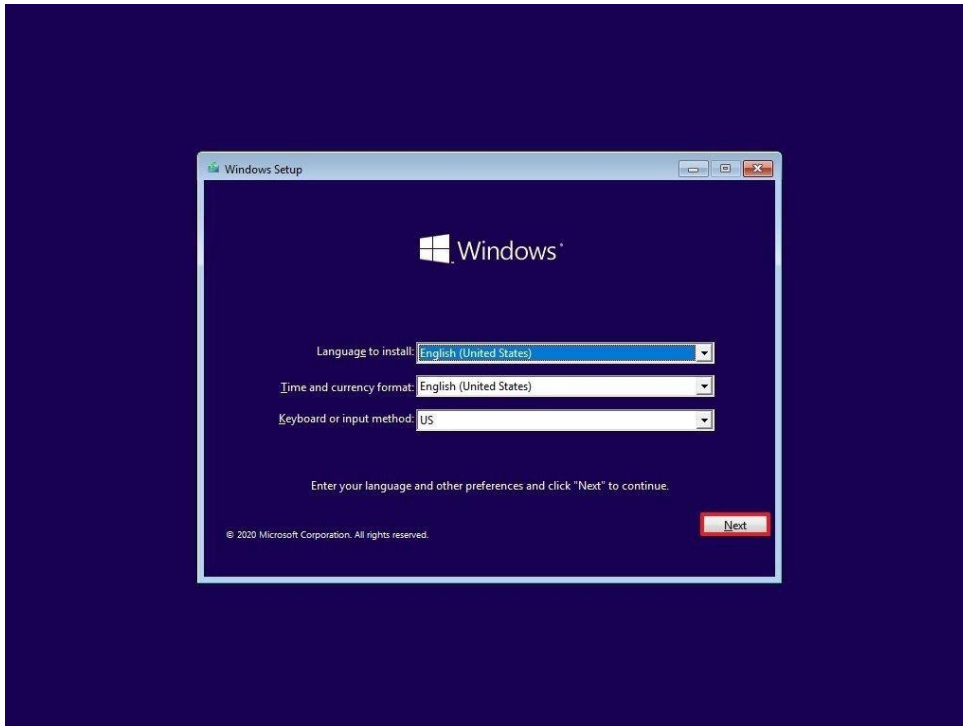 Windows Setup
Windows
Language to install: English (United States)
Time and currency format: English (United States)
Keyboard or input method: US
Enter your language and other preferences and click "Next" to continue.
Next
© 2020 Microsoft Corporation. All rights reserved.